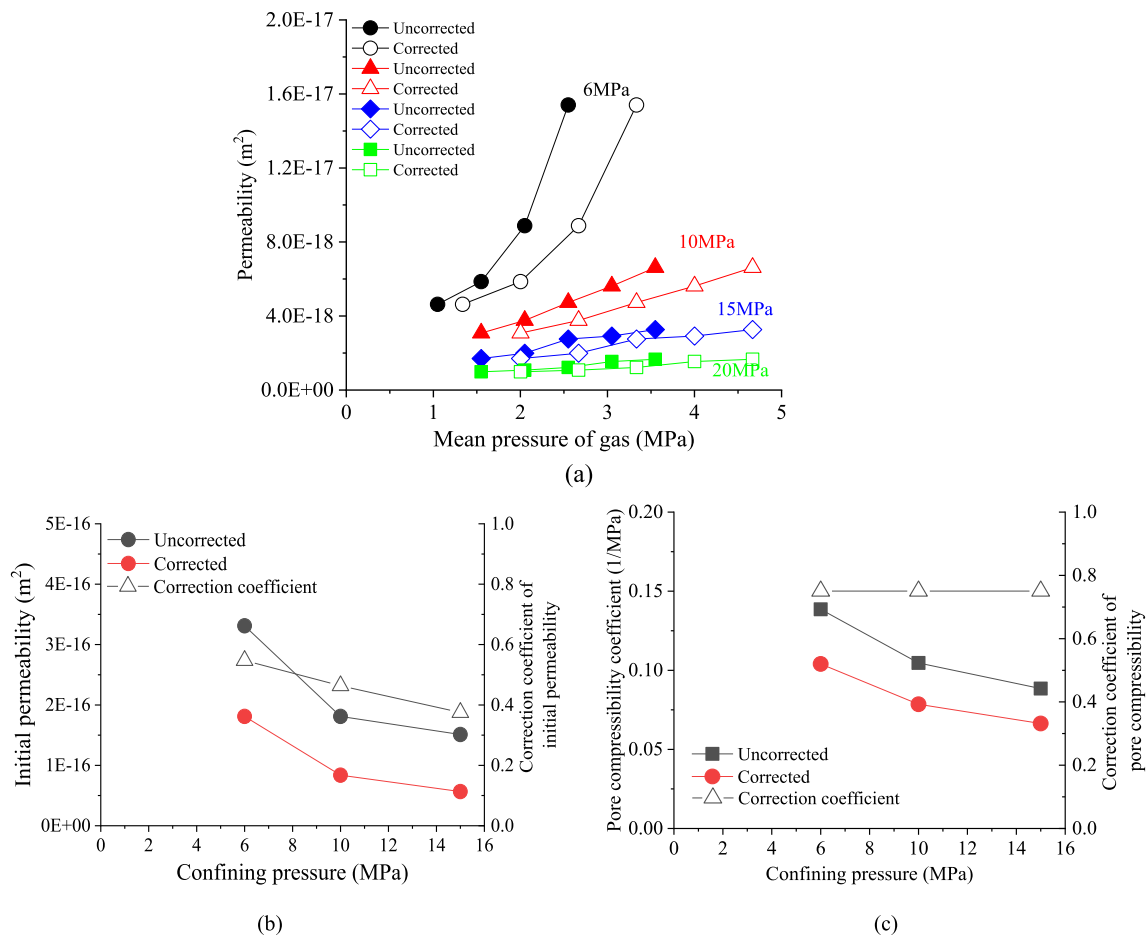 2.0E-17
1.6E-17
1.2E-17
8.0E-18
4.0E-18
0.0E+00
Permeability (m²)
Uncorrected
Corrected
Uncorrected
Corrected
Uncorrected
Corrected
Uncorrected
Corrected
6MPa
10MPa
15MPa
20MPa
0 1 2 3 4 5
Mean pressure of gas (MPa)
(a)
5E-16
4E-16
3E-16
2E-16
1E-16
0E+00
Initial permeability (m²)
Uncorrected
Corrected
Correction coefficient
1.0
0.8
0.6
0.4
0.2
0.0
Correction coefficient of
initial permeability
0 2 4 6 8 10 12 14 16
Confining pressure (MPa)
(b)
0.20
0.15
0.10
0.05
0.00
Pore compressibility coefficient (1/MPa)
Uncorrected
Corrected
Correction coefficient
1.0
0.8
0.6
0.4
0.2
0.0
Correction coefficient of
pore compressibility
0 2 4 6 8 10 12 14 16
Confining pressure (MPa)
(c)